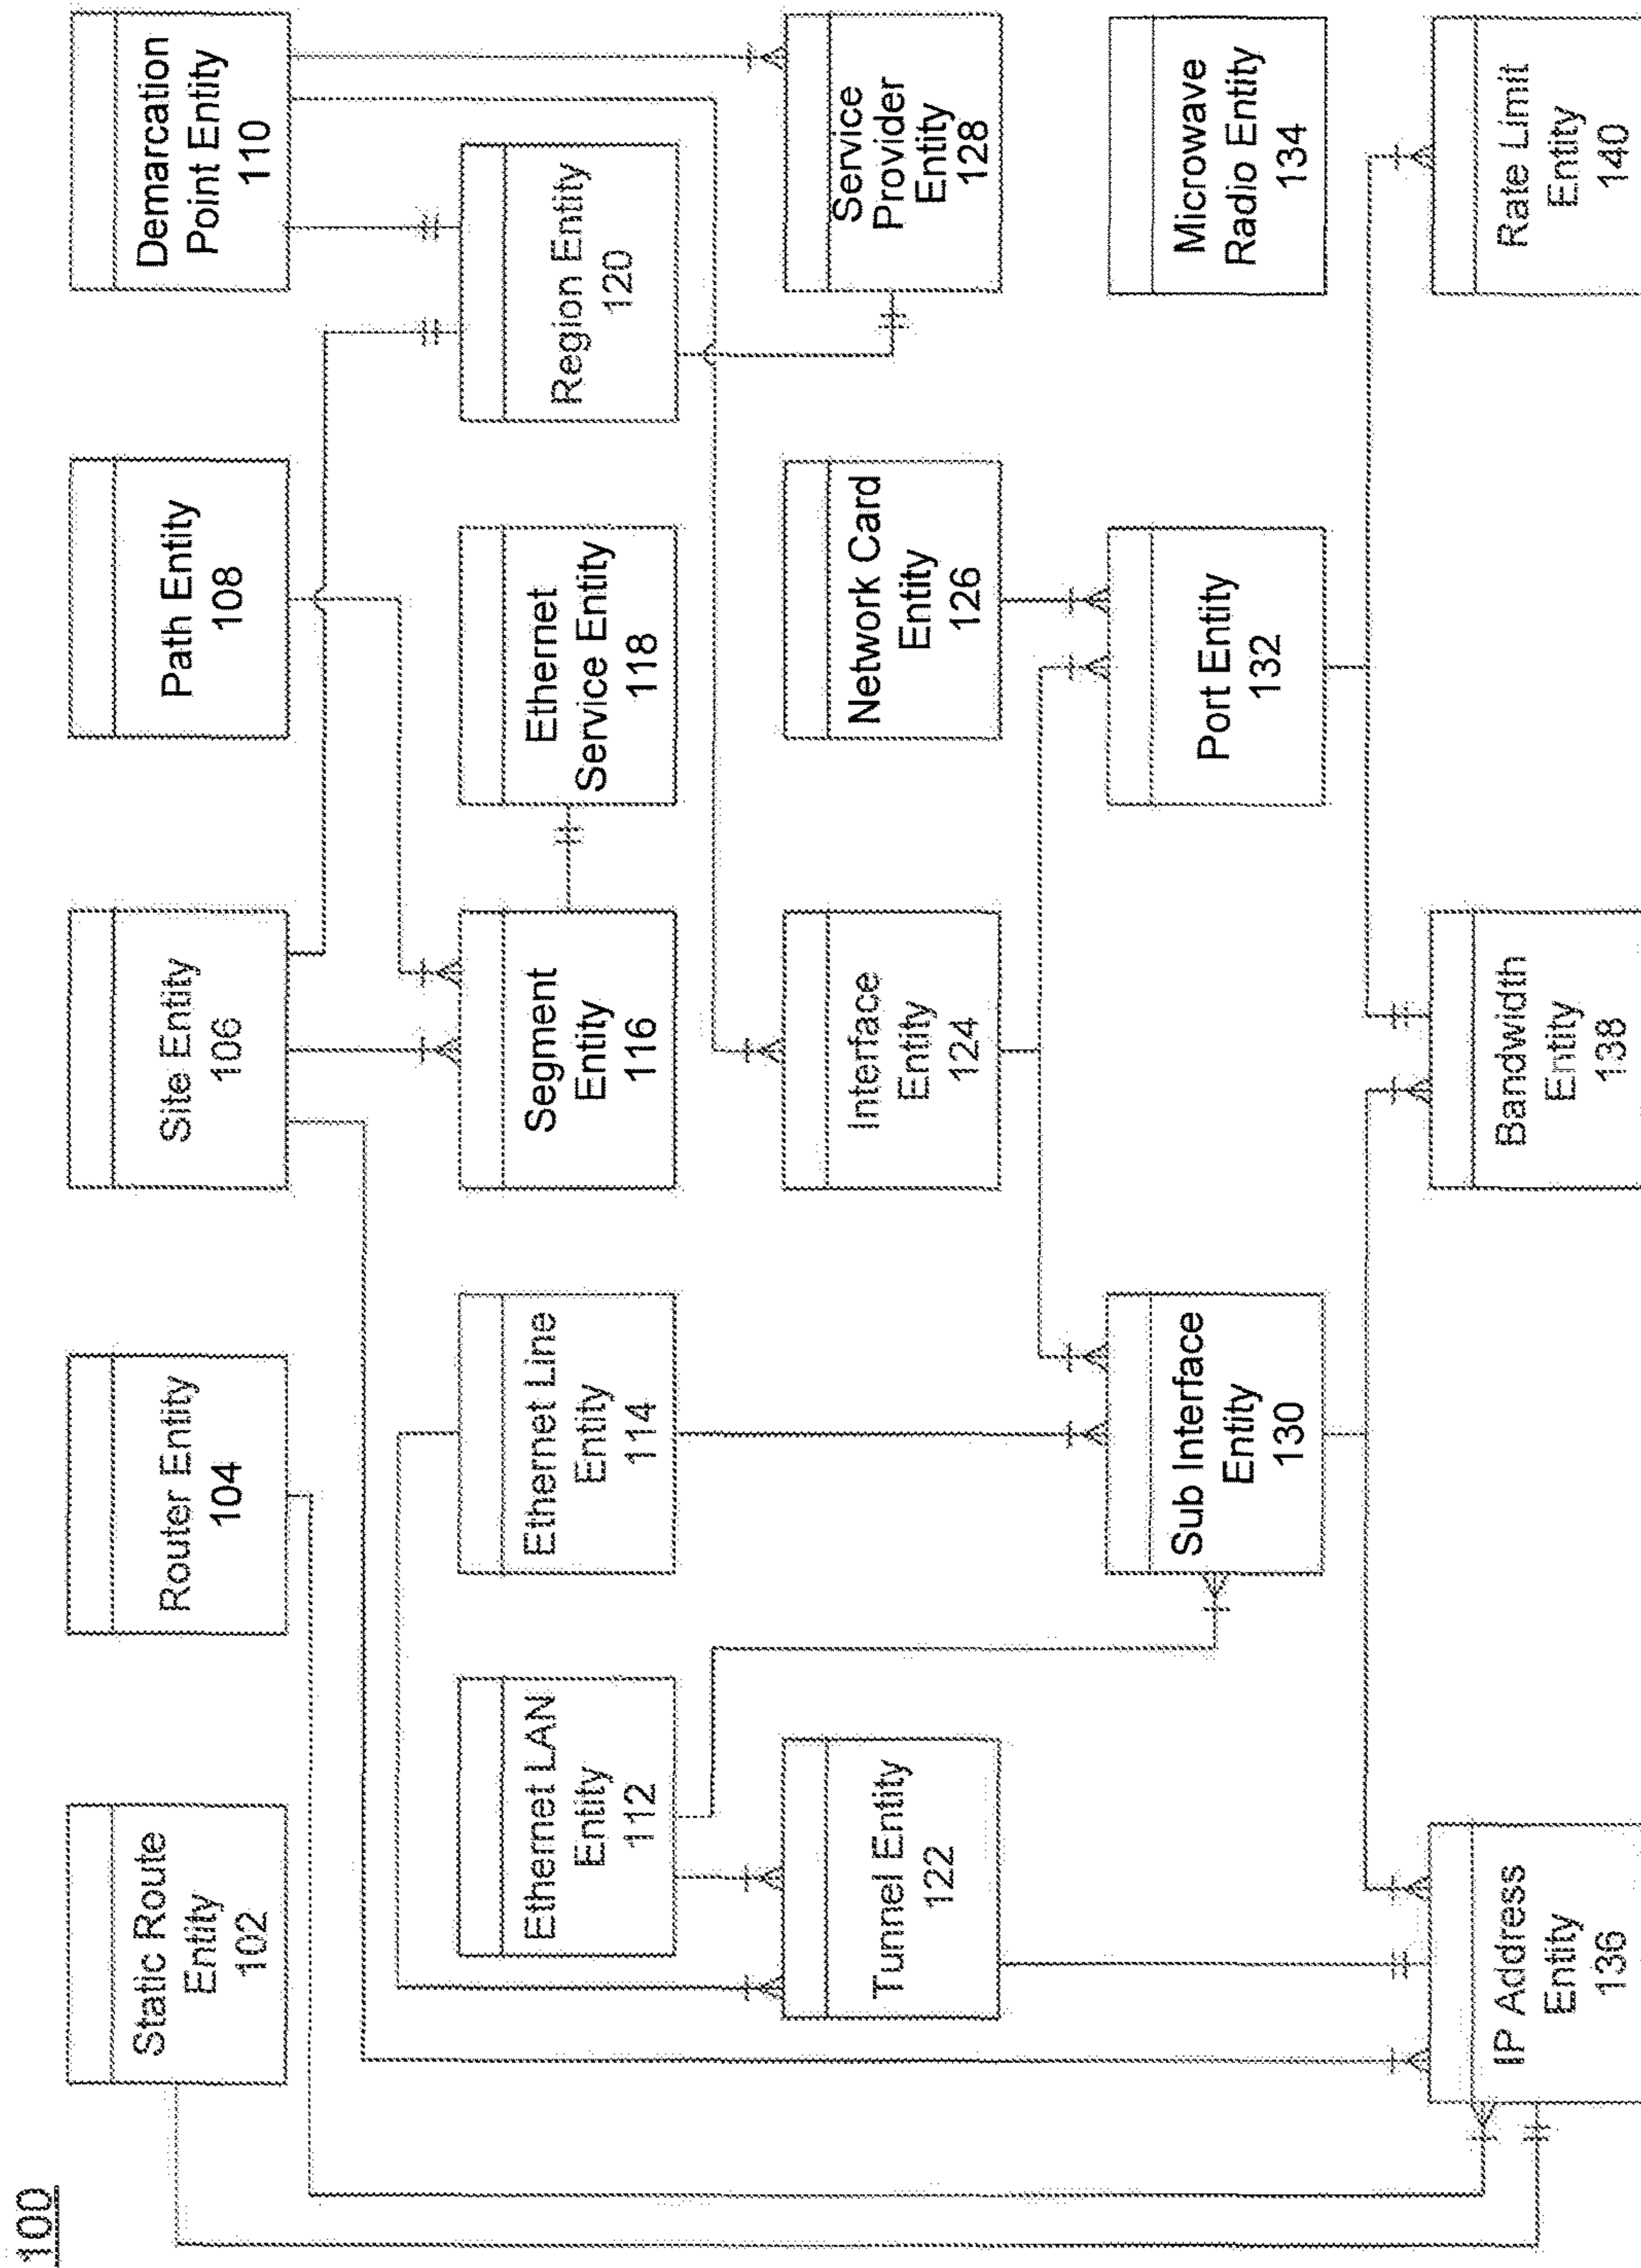 100
Static Route
Entity
102
Router Entity
104
Site Entity
106
Path Entity
108
Demarcation
Point Entity
110
Ethernet LAN
Entity
112
Ethernet Line
Entity
114
Segment
Entity
116
Ethernet
Service Entity
118
Region Entity
120
Tunnel Entity
122
Interface
Entity
124
Network Card
Entity
126
Service
Provider
Entity
128
Sub Interface
Entity
130
Port Entity
132
Microwave
Radio Entity
134
IP Address
Entity
136
Bandwidth
Entity
138
Rate Limit
Entity
140